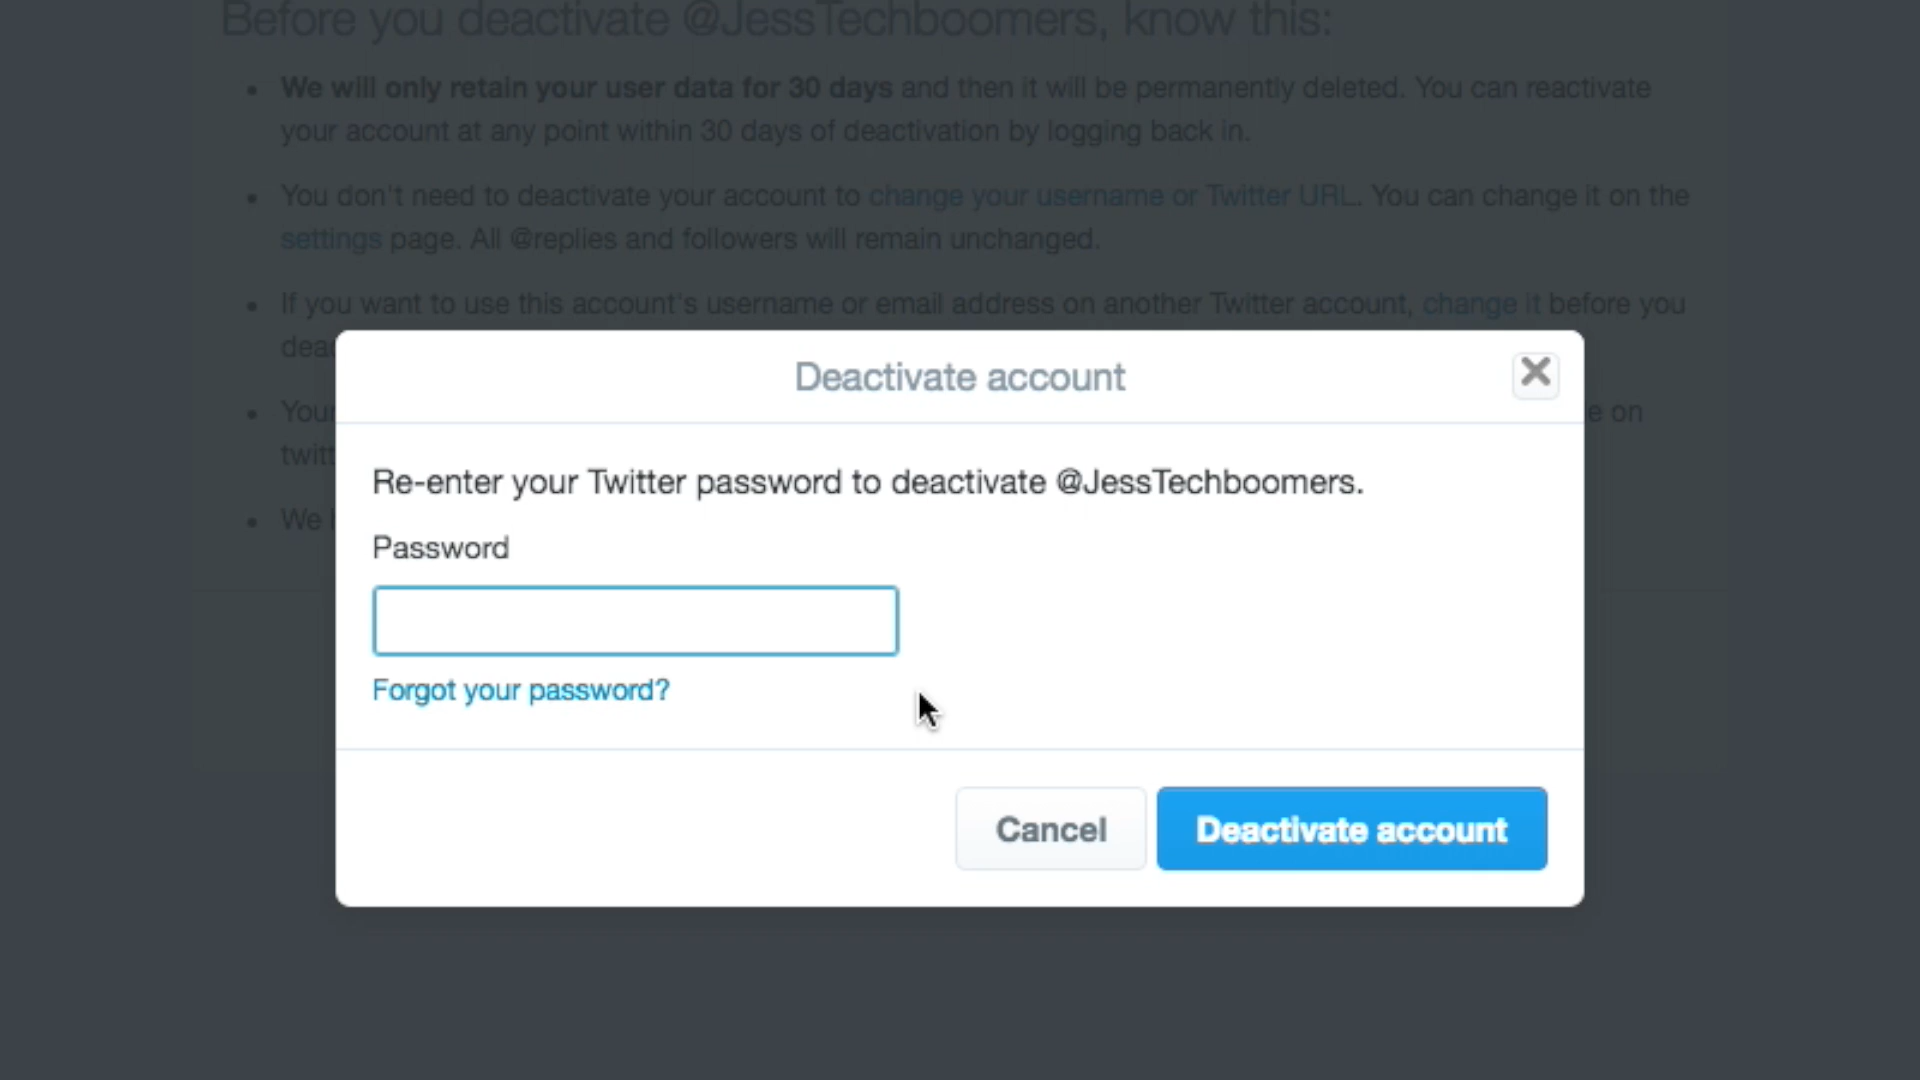 Before you deactivate @JessTechboomers, know this:
• We will only retain your user data for 30 days and then it will be permanently deleted. You can reactivate
your account at any point within 30 days of deactivation by logging back in.
• You don't need to deactivate your account to change your username or Twitter URL. You can change it on the
settings page. All @replies and followers will remain unchanged.
• If you want to use this account's username or email address on another Twitter account, change it before you
Deactivate account
e on
Re-enter your Twitter password to deactivate @JessTechboomers.
• We
Password
Forgot your password?
Cancel
Deactivate account